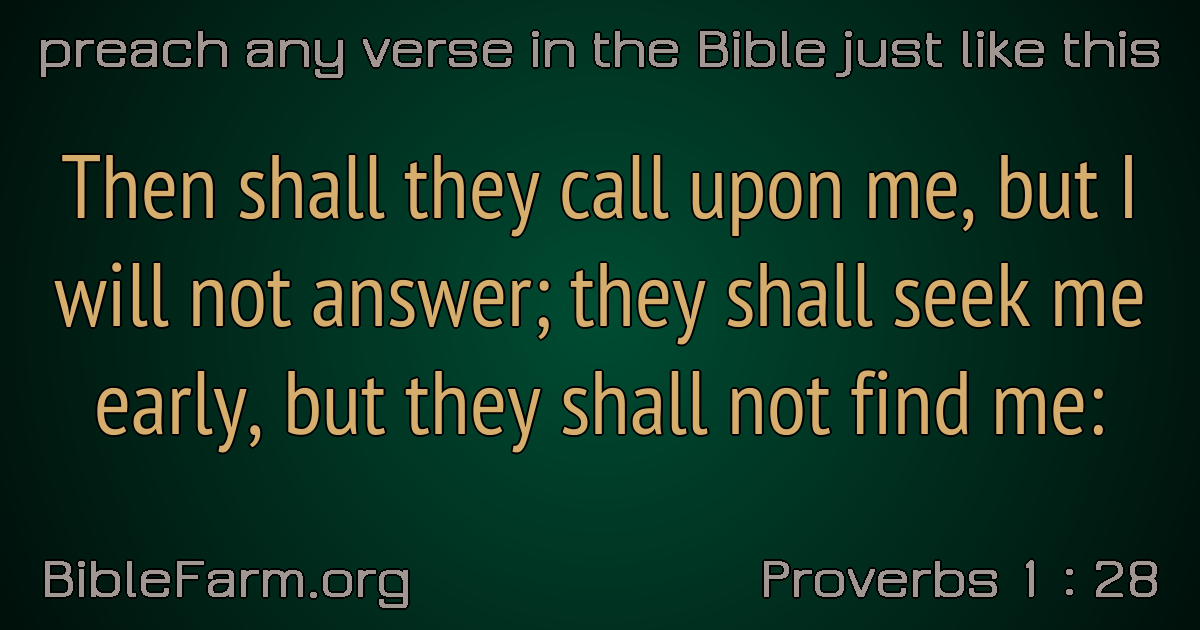 preach any verse in the Bible just like this
Then shall they call upon me, but I
will not answer; they shall seek me
early, but they shall not find me:
BibleFarm.org
Proverbs 1 : 28